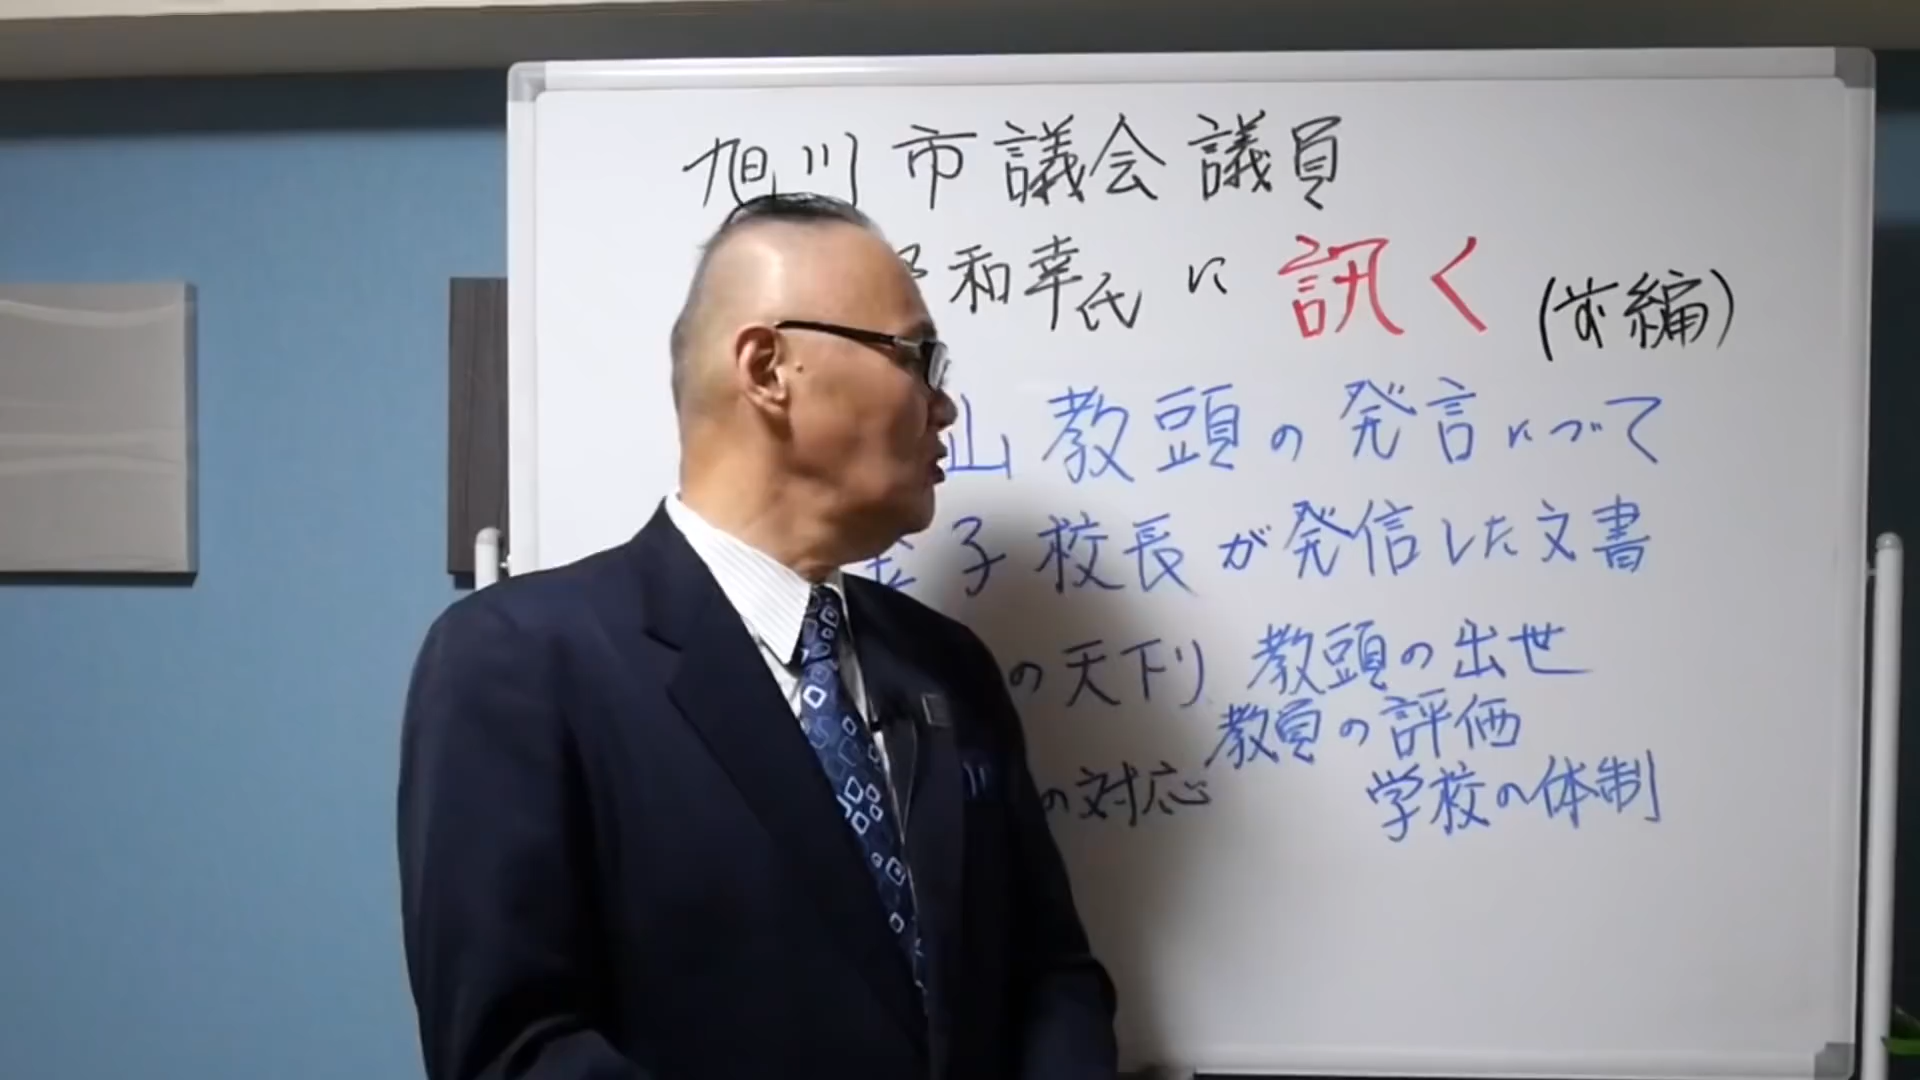 旭川市議会議員
和幸氏に訊く(前編)
山教頭の発言について
子校長が発信した文書
の天下り 教頭の出世
教員の評価
の対応 学校の体制